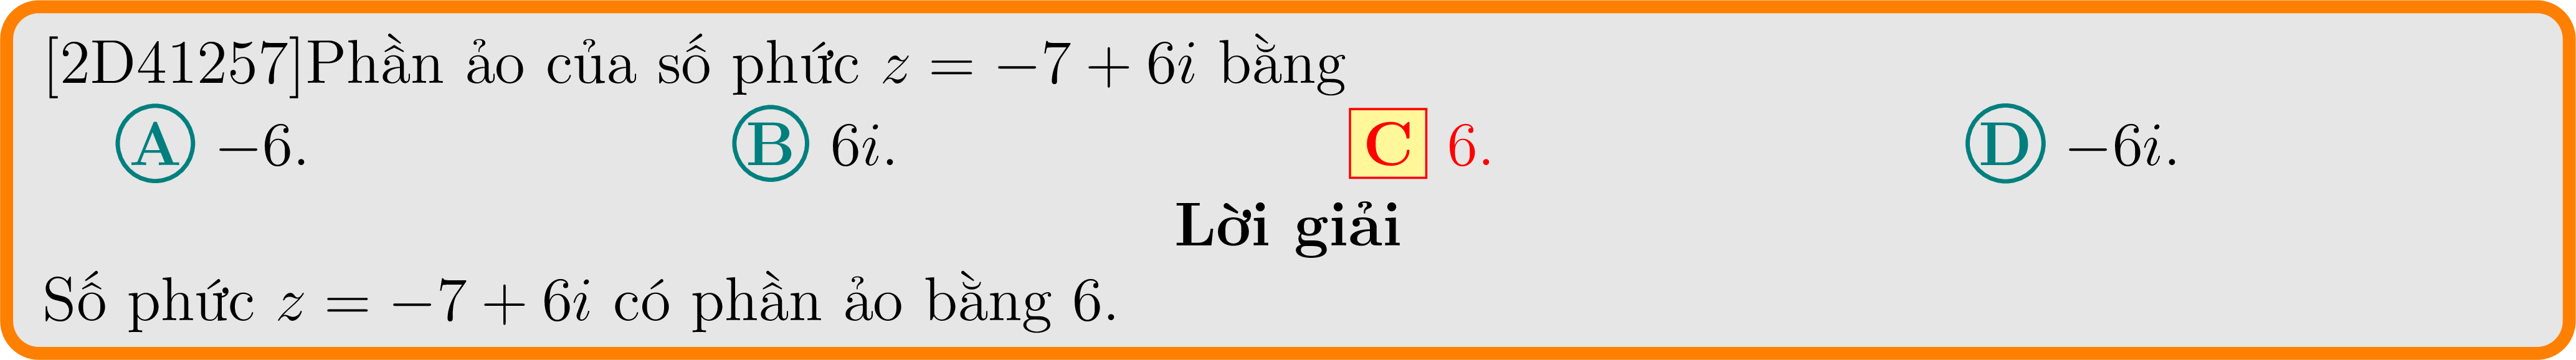 [2D41257]Phần ảo của số phức z = −7 + 6i bằng
A −6. B 6i. C 6. D −6i.
Lời giải
Số phức z = −7 + 6i có phần ảo bằng 6.